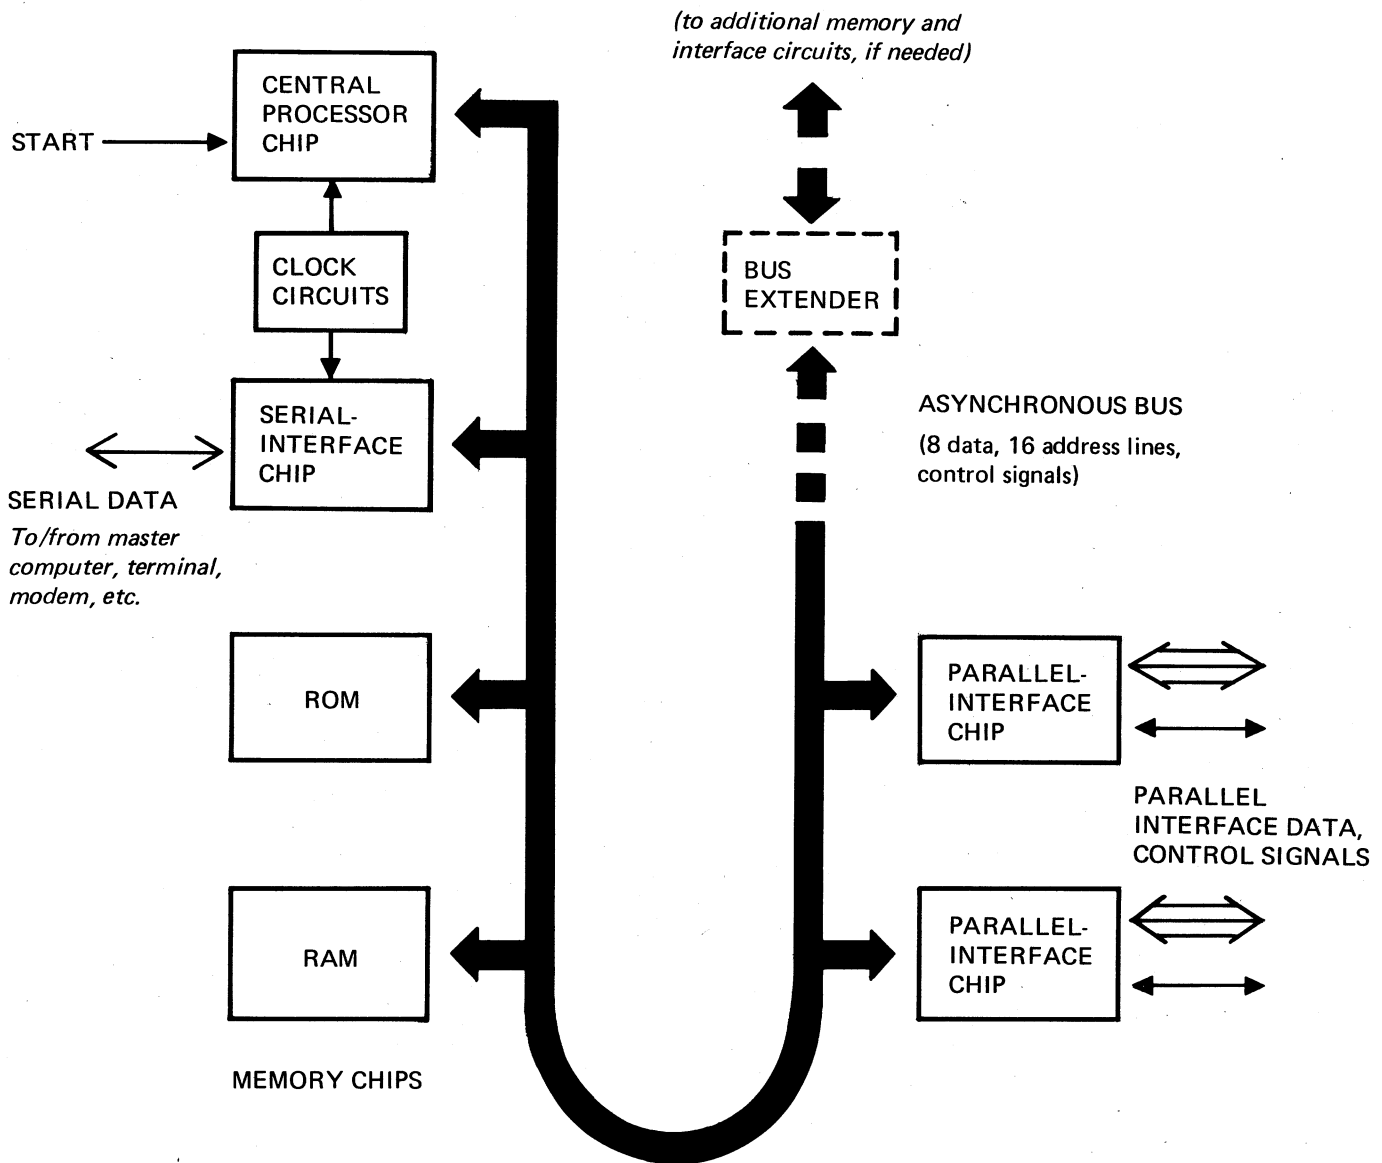 (to additional memory and
interface circuits, if needed)
CENTRAL
PROCESSOR
CHIP
START
CLOCK
CIRCUITS
BUS
EXTENDER
SERIAL-
INTERFACE
CHIP
ASYNCHRONOUS BUS
(8 data, 16 address lines,
control signals)
SERIAL DATA
To/from master
computer, terminal,
modem, etc.
ROM
PARALLEL-
INTERFACE
CHIP
PARALLEL
INTERFACE DATA,
CONTROL SIGNALS
RAM
PARALLEL-
INTERFACE
CHIP
MEMORY CHIPS